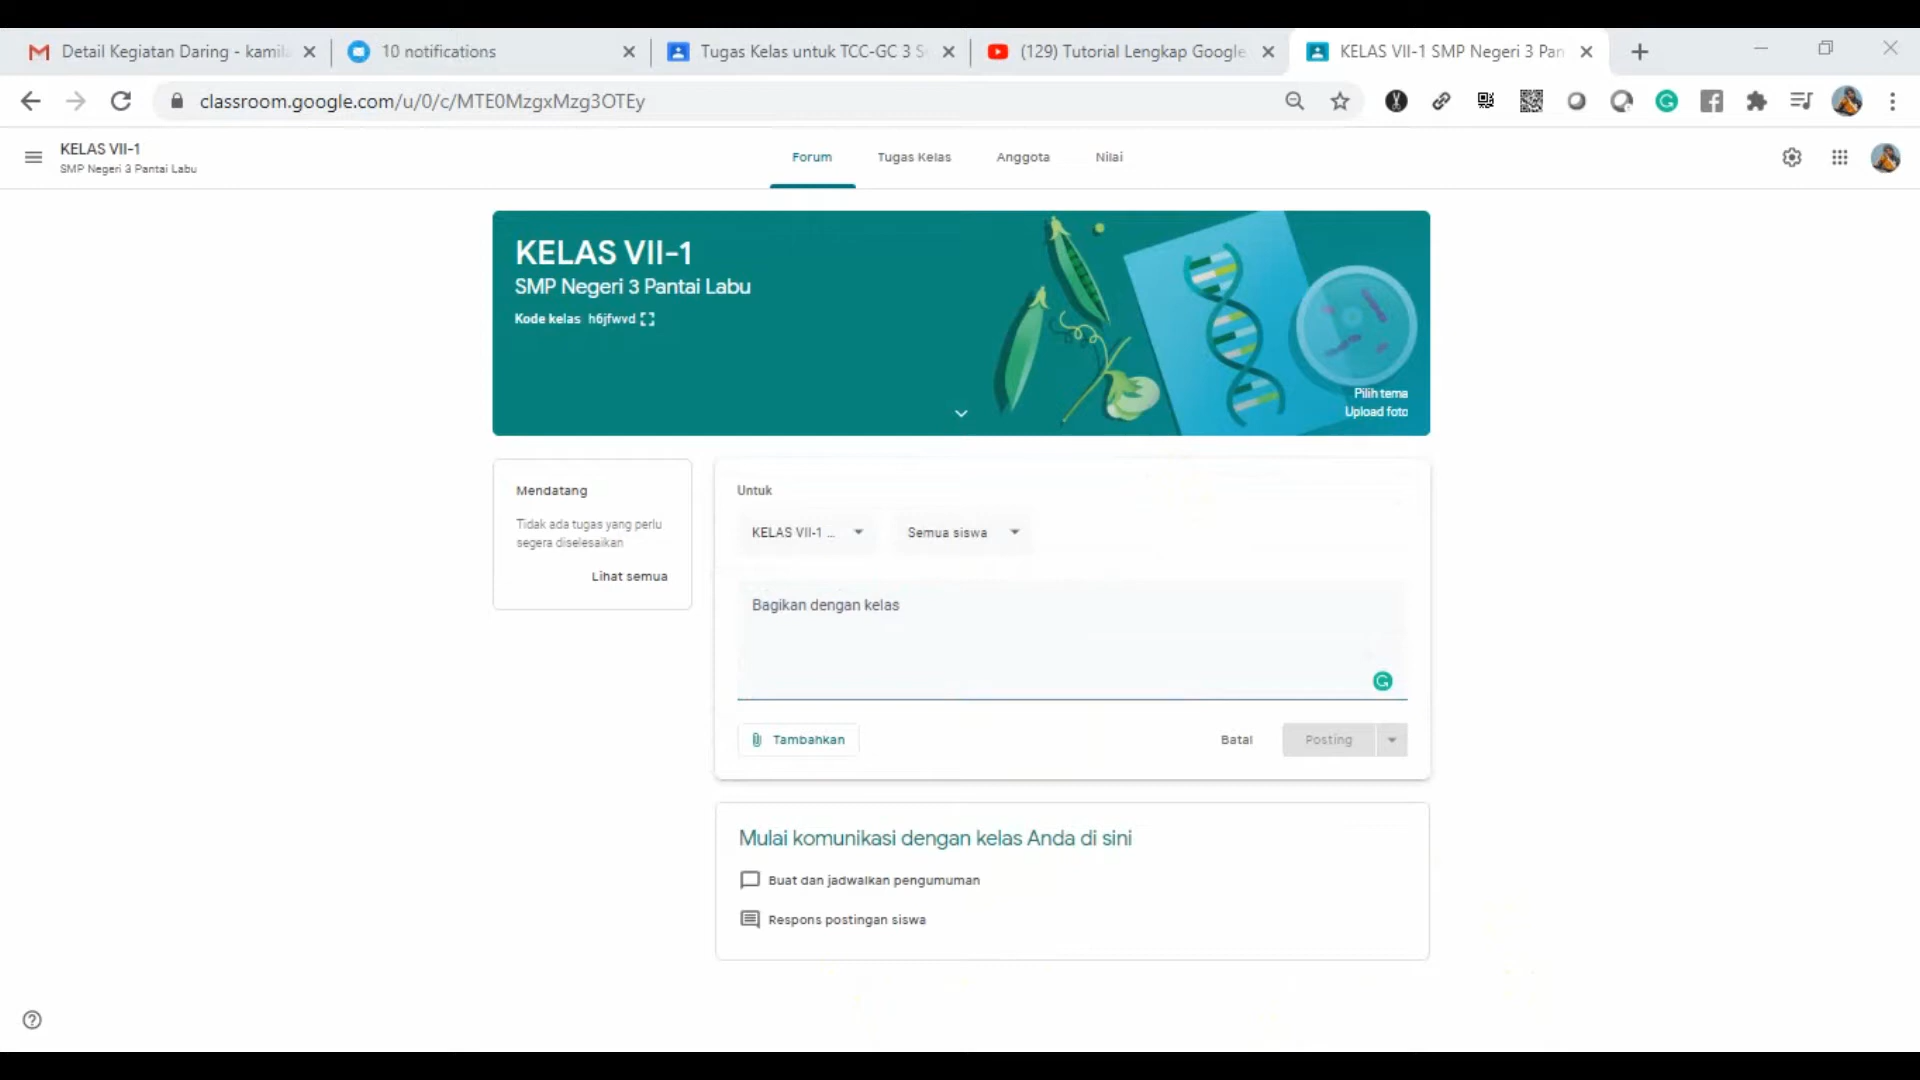 Detail Kegiatan Daring - kamil
10 notifications
Tugas Kelas untuk TCC-GC 3 S
(129) Tutorial Lengkap Google
KELAS VII-1 SMP Negeri 3 Pan
classroom.google.com/u/0/c/MTE0MzgxMzg3OTEy
KELAS VII-1
SMP Negeri 3 Pantai Labu
Forum
Tugas Kelas
Anggota
Nilai
KELAS VII-1
SMP Negeri 3 Pantai Labu
Kode kelas h6jfwvd
Pilih tema
Upload foto
Mendatang
Tidak ada tugas yang perlu
segera diselesaikan
Lihat semua
Untuk
KELAS VII-1 ...
Semua siswa
Bagikan dengan kelas
Tambahkan
Batal
Posting
Mulai komunikasi dengan kelas Anda di sini
Buat dan jadwalkan pengumuman
Respons postingan siswa